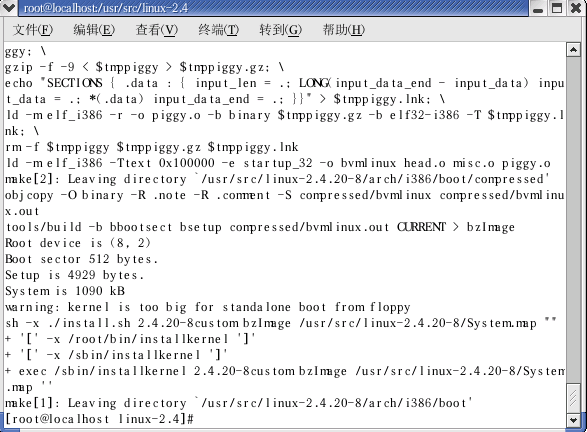 root@localhost:/usr/src/linux-2.4
文件(F) 编辑(E) 查看(V) 终端(T) 转到(G) 帮助(H)
ggy; \
gzip -f -9 < $tmppiggy > $tmppiggy.gz; \
echo "SECTIONS { .data : { input_len = .; LONG(input_data_end - input_data) inpu
t_data = .; *(.data) input_data_end = .; }}" > $tmppiggy.lnk; \
ld -m elf_i386 -r -o piggy.o -b binary $tmppiggy.gz -b elf32-i386 -T $tmppiggy.l
nk; \
rm -f $tmppiggy $tmppiggy.gz $tmppiggy.lnk
ld -m elf_i386 -Ttext 0x100000 -e startup_32 -o bvmlinux head.o misc.o piggy.o
make[2]: Leaving directory `/usr/src/linux-2.4.20-8/arch/i386/boot/compressed'
objcopy -O binary -R .note -R .comment -S compressed/bvmlinux compressed/bvmlinu
x.out
tools/build -b bbootsect bsetup compressed/bvmlinux.out CURRENT > bzImage
Root device is (8, 2)
Boot sector 512 bytes.
Setup is 4929 bytes.
System is 1090 kB
warning: kernel is too big for standalone boot from floppy
sh -x ./install.sh 2.4.20-8custom bzImage /usr/src/linux-2.4.20-8/System.map ""
+ '[' -x /root/bin/installkernel ']'
+ '[' -x /sbin/installkernel ']'
+ exec /sbin/installkernel 2.4.20-8custom bzImage /usr/src/linux-2.4.20-8/System
.map ''
make[1]: Leaving directory `/usr/src/linux-2.4.20-8/arch/i386/boot'
[root@localhost linux-2.4]#